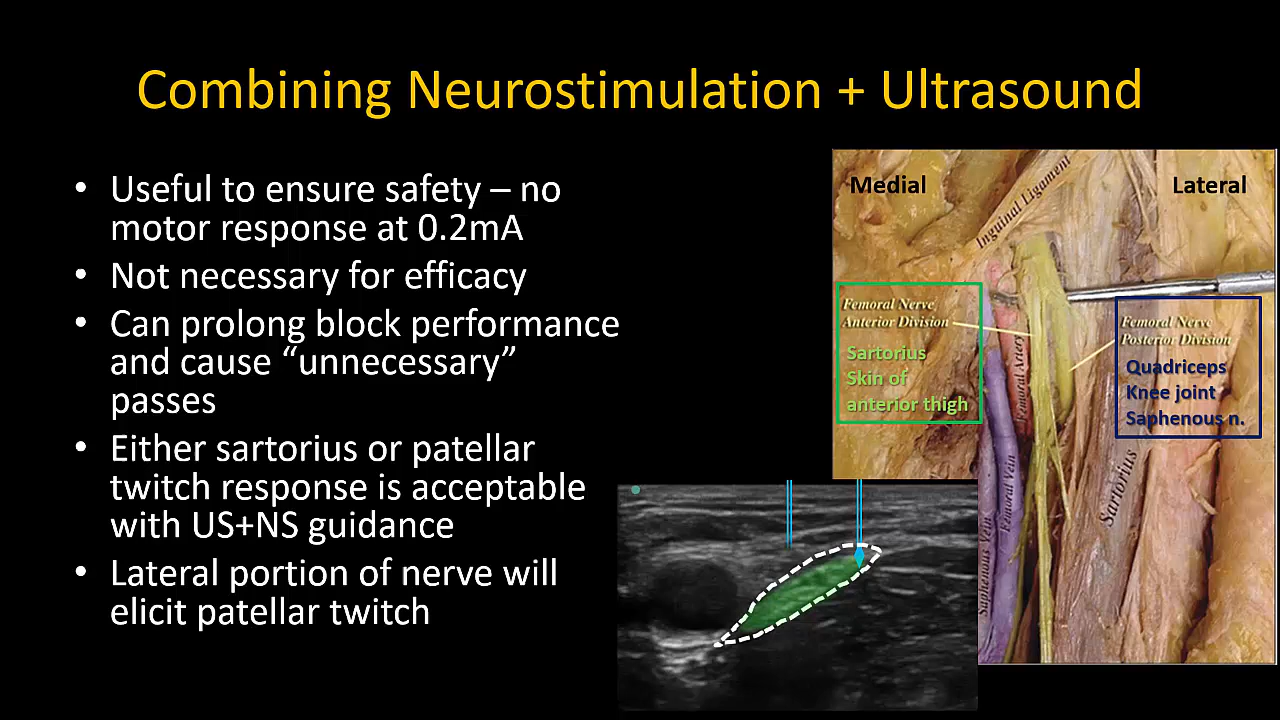 Combining Neurostimulation + Ultrasound
• Useful to ensure safety – no
motor response at 0.2mA
• Not necessary for efficacy
• Can prolong block performance
and cause “unnecessary”
passes
• Either sartorius or patellar
twitch response is acceptable
with US+NS guidance
• Lateral portion of nerve will
elicit patellar twitch
Medial
Lateral
Inguinal Ligament
Femoral Nerve
Anterior Division
Sartorius
Skin of
anterior thigh
Femoral Nerve
Posterior Division
Quadriceps
Knee joint
Saphenous n.
Femoral Artery
Femoral Vein
Saphenous Vein
Sartorius